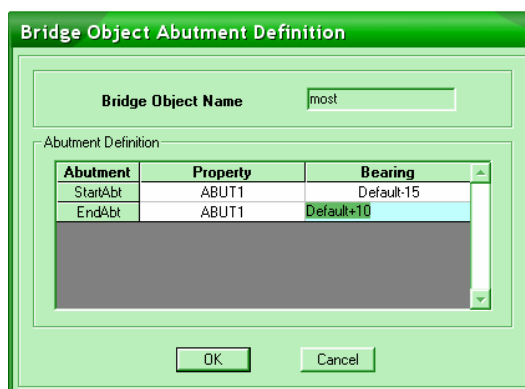 Bridge Object Abutment Definition
Bridge Object Name most
Abutment Definition
Abutment Property Bearing
StartAbt ABUT1 Default-15
EndAbt ABUT1 Default+10
OK Cancel